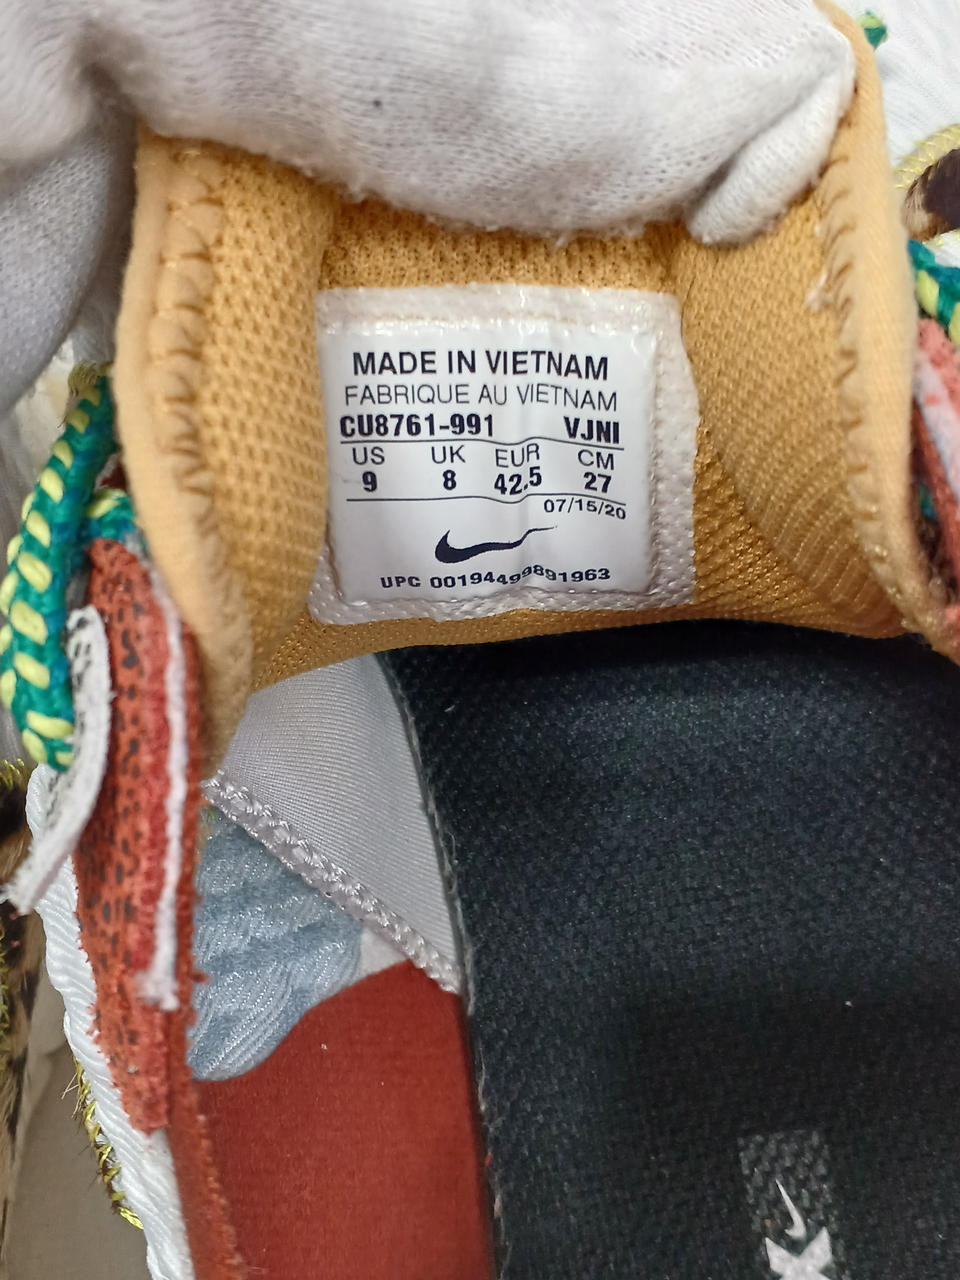 MADE IN VIETNAM
FABRIQUE AU VIETNAM
CU8761-991 VJNI
US UK EUR CM
9 8 42.5 27
07/15/20
UPC 00194499891963